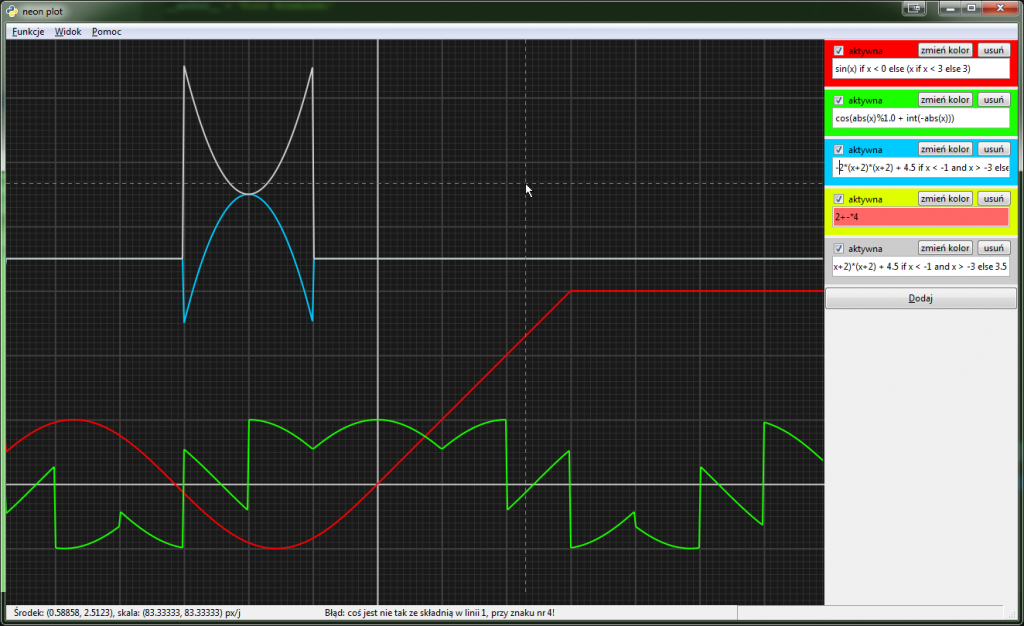 neon plot
Funkcje Widok Pomoc
aktywna zmień kolor usuń
sin(x) if x < 0 else (x if x < 3 else 3)
aktywna zmień kolor usuń
cos(abs(x)%1.0 + int(-abs(x)))
aktywna zmień kolor usuń
-2*(x+2)*(x+2) + 4.5 if x < -1 and x > -3 else
aktywna zmień kolor usuń
2+-*4
aktywna zmień kolor usuń
x+2)*(x+2) + 4.5 if x < -1 and x > -3 else 3.5
Dodaj
Środek: (0.58858, 2.5123), skala: (83.33333, 83.33333) px/j Błąd: coś jest nie tak ze składnią w linii 1, przy znaku nr 4!